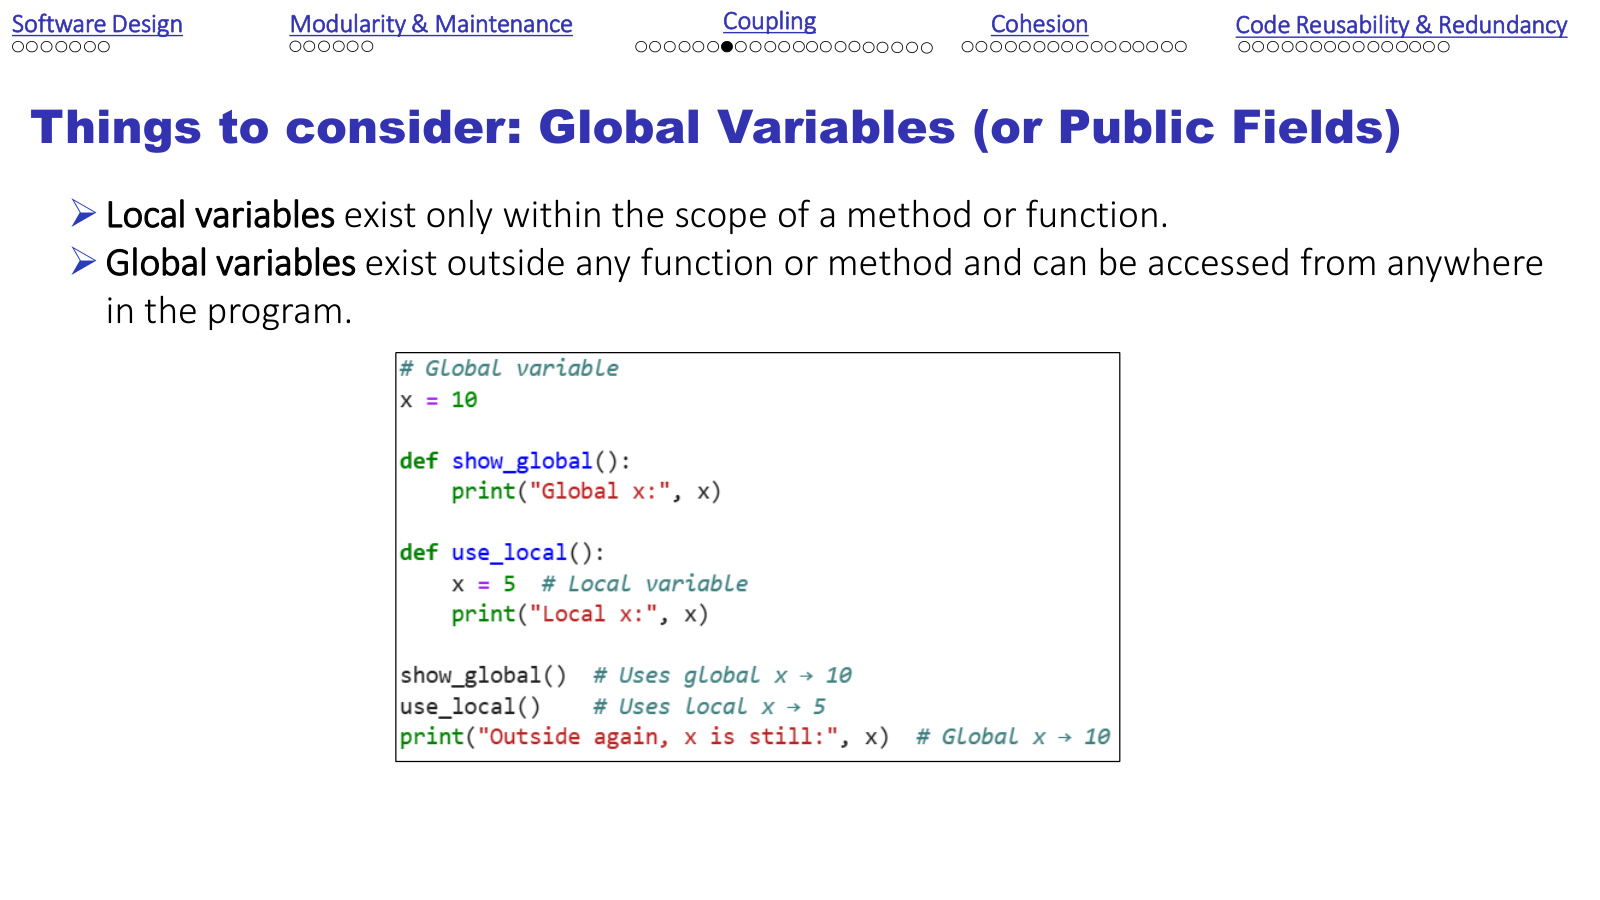 Software Design
Modularity & Maintenance
Coupling
Cohesion
Code Reusability & Redundancy
Things to consider: Global Variables (or Public Fields)
Local variables exist only within the scope of a method or function.
Global variables exist outside any function or method and can be accessed from anywhere
in the program.
# Global variable
x = 10
def show_global():
    print("Global x:", x)
def use_local():
    x = 5  # Local variable
    print("Local x:", x)
show_global()  # Uses global x → 10
use_local()    # Uses local x → 5
print("Outside again, x is still:", x)  # Global x → 10